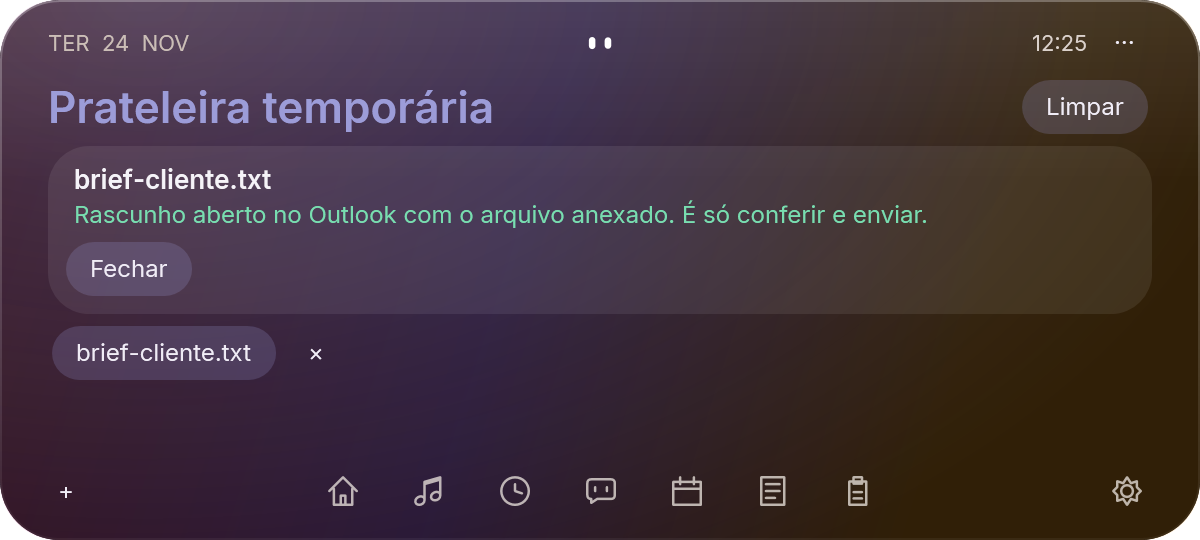 TER 24 NOV
12:25
Prateleira temporária
Limpar
brief-cliente.txt
Rascunho aberto no Outlook com o arquivo anexado. É só conferir e enviar.
Fechar
brief-cliente.txt